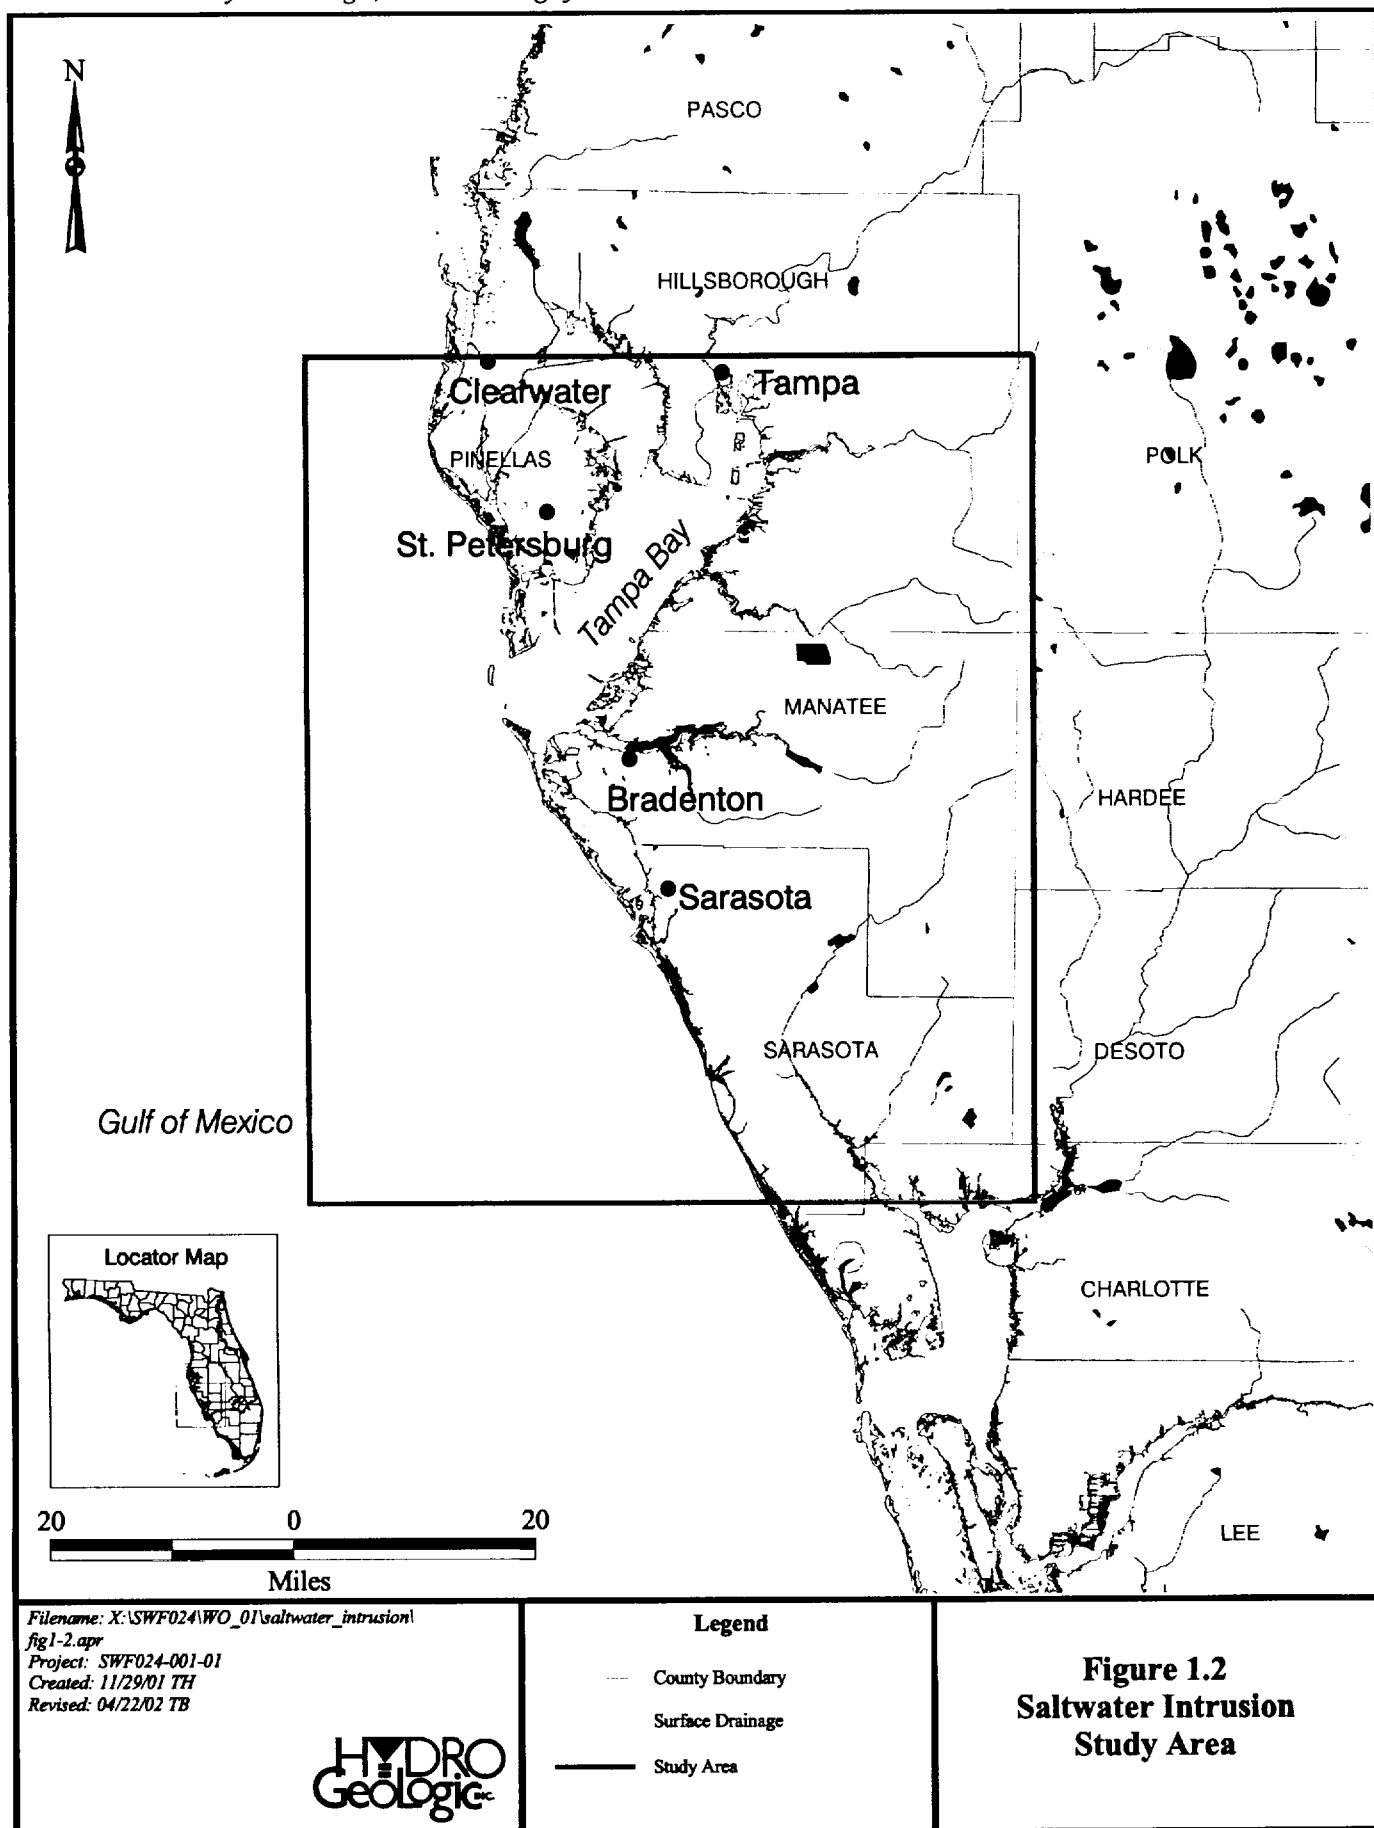 N
PASCO
HILLSBOROUGH
Clearwater
Tampa
PINELLAS
POLK
St. Petersburg
Tampa Bay
MANATEE
HARDEE
Bradenton
Sarasota
SARASOTA
DESOTO
Gulf of Mexico
Locator Map
CHARLOTTE
LEE
20 0 20
Miles
Filename: X:\SWF024\WO_01\saltwater_intrusion\
fig1-2.apr
Project: SWF024-001-01
Created: 11/29/01 TH
Revised: 04/22/02 TB
HYDRO
GeoLogic INC.
Legend
County Boundary
Surface Drainage
Study Area
Figure 1.2
Saltwater Intrusion
Study Area